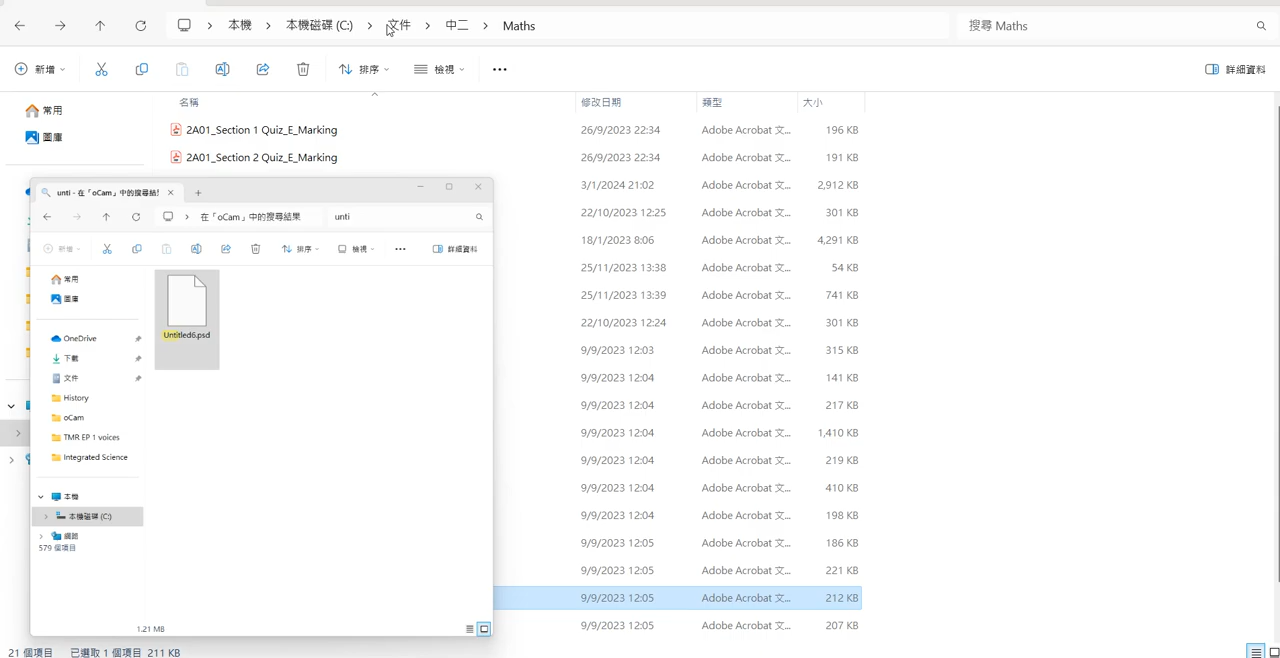 本機 本機磁碟 (C:) 文件 中二 Maths 搜尋 Maths
新增 排序 檢視 詳細資料
名稱 修改日期 類型 大小
常用
圖庫
2A01_Section 1 Quiz_E_Marking 26/9/2023 22:34 Adobe Acrobat 文... 196 KB
2A01_Section 2 Quiz_E_Marking 26/9/2023 22:34 Adobe Acrobat 文... 191 KB
3/1/2024 21:02 Adobe Acrobat 文... 2,912 KB
22/10/2023 12:25 Adobe Acrobat 文... 301 KB
18/1/2023 8:06 Adobe Acrobat 文... 4,291 KB
25/11/2023 13:38 Adobe Acrobat 文... 54 KB
25/11/2023 13:39 Adobe Acrobat 文... 741 KB
22/10/2023 12:24 Adobe Acrobat 文... 301 KB
9/9/2023 12:03 Adobe Acrobat 文... 315 KB
9/9/2023 12:04 Adobe Acrobat 文... 141 KB
9/9/2023 12:04 Adobe Acrobat 文... 217 KB
9/9/2023 12:04 Adobe Acrobat 文... 1,410 KB
9/9/2023 12:04 Adobe Acrobat 文... 219 KB
9/9/2023 12:04 Adobe Acrobat 文... 410 KB
9/9/2023 12:04 Adobe Acrobat 文... 198 KB
9/9/2023 12:05 Adobe Acrobat 文... 186 KB
9/9/2023 12:05 Adobe Acrobat 文... 221 KB
9/9/2023 12:05 Adobe Acrobat 文... 212 KB
9/9/2023 12:05 Adobe Acrobat 文... 207 KB
21 個項目 已選取 1 個項目 211 KB
unti - 在「oCam」中的搜尋結!
在「oCam」中的搜尋結果 unti
新增 排序 檢視 詳細資料
常用
圖庫
OneDrive
下載
文件
History
oCam
TMR EP 1 voices
Integrated Science
本機
本機磁碟 (C:)
網路
579 個項目
Untitled6.psd
1.21 MB